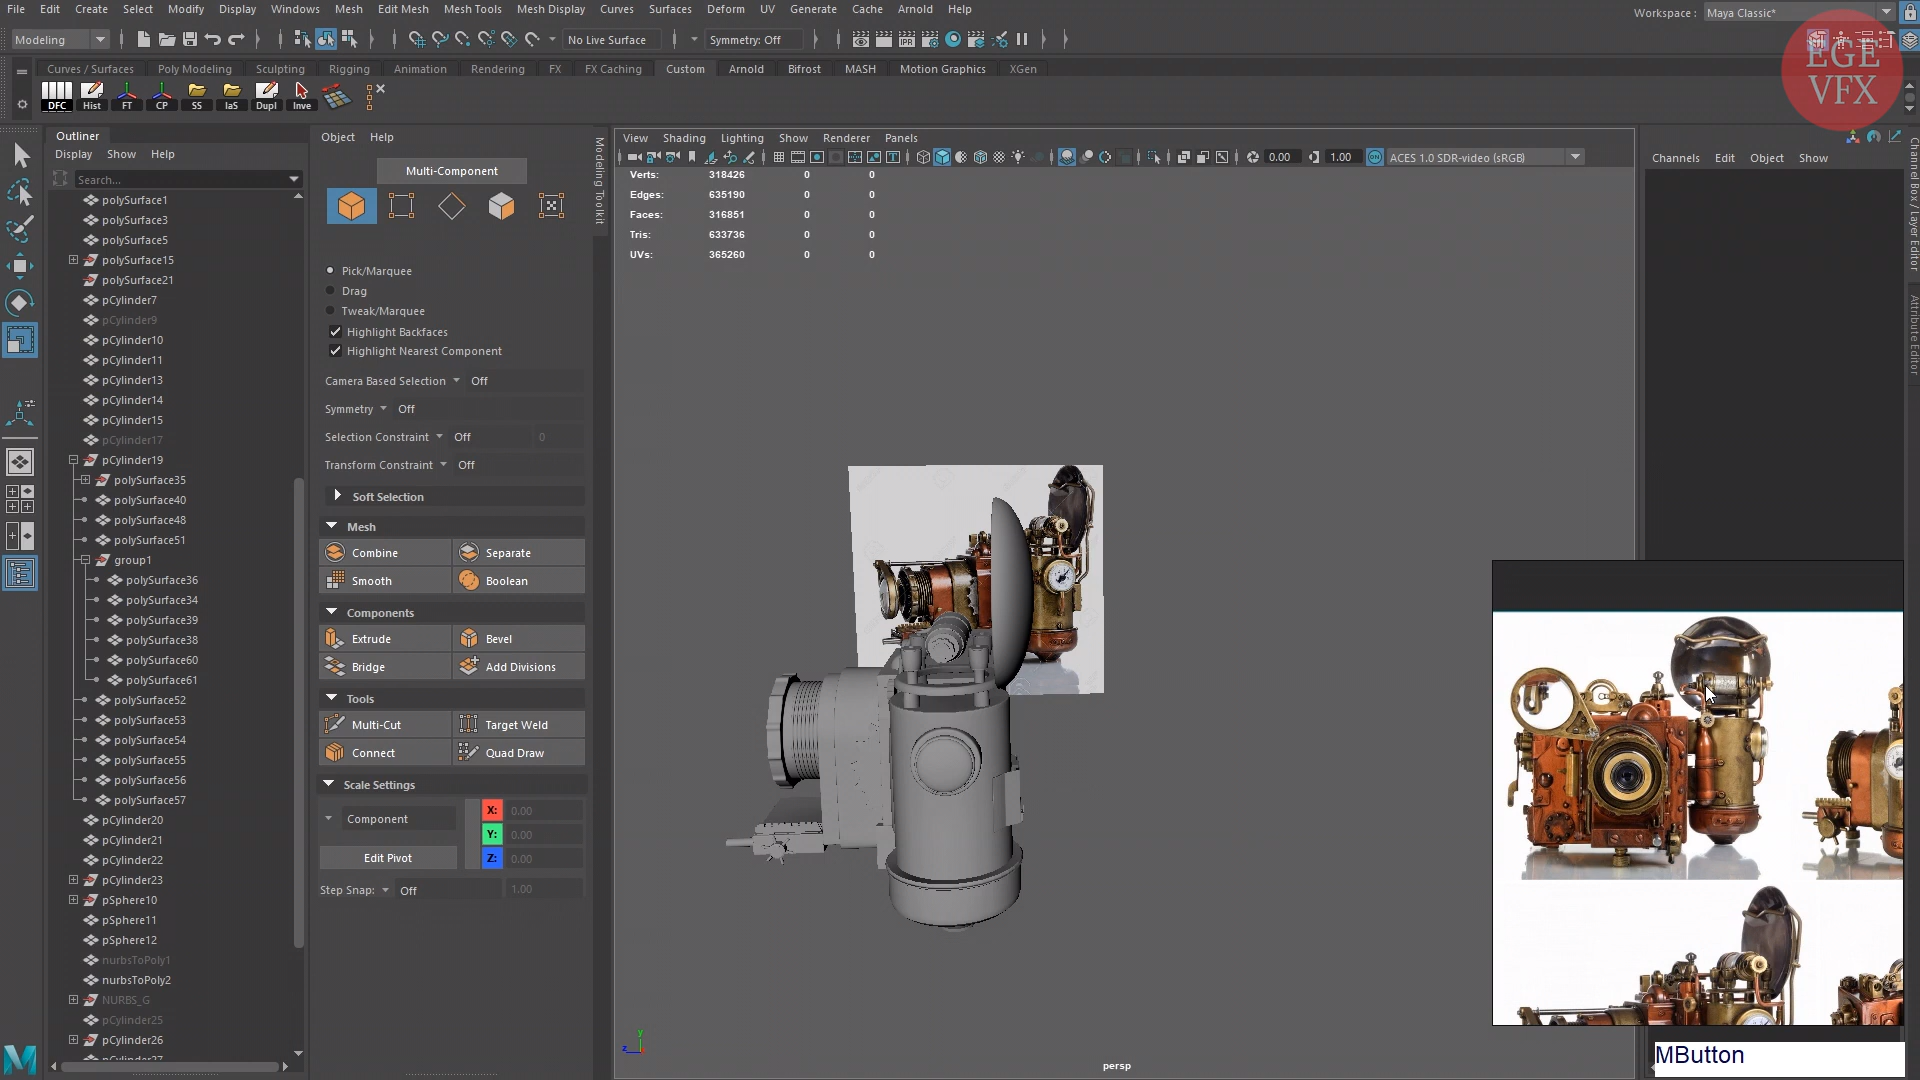 File Edit Create Select Modify Display Windows Mesh Edit Mesh Mesh Tools Mesh Display Curves Surfaces Deform UV Generate Cache Arnold Help
Workspace : Maya Classic*
Modeling No Live Surface Symmetry: Off
EGE
VFX
Curves / Surfaces Poly Modeling Sculpting Rigging Animation Rendering FX FX Caching Custom Arnold Bifrost MASH Motion Graphics XGen
DFC Hist FT CP SS IaS Dupl Inve
Outliner
Display Show Help
Search...
polySurface1
polySurface3
polySurface5
polySurface15
polySurface21
pCylinder7
pCylinder9
pCylinder10
pCylinder11
pCylinder13
pCylinder14
pCylinder15
pCylinder17
pCylinder19
polySurface35
polySurface40
polySurface48
polySurface51
group1
polySurface36
polySurface34
polySurface39
polySurface38
polySurface60
polySurface61
polySurface52
polySurface53
polySurface54
polySurface55
polySurface56
polySurface57
pCylinder20
pCylinder21
pCylinder22
pCylinder23
pSphere10
pSphere11
pSphere12
nurbsToPoly1
nurbsToPoly2
NURBS_G
pCylinder25
pCylinder26
pCylinder27
Object Help
Multi-Component
Pick/Marquee
Drag
Tweak/Marquee
Highlight Backfaces
Highlight Nearest Component
Camera Based Selection Off
Symmetry Off
Selection Constraint Off 0
Transform Constraint Off
Soft Selection
Mesh
Combine Separate
Smooth Boolean
Components
Extrude Bevel
Bridge Add Divisions
Tools
Multi-Cut Target Weld
Connect Quad Draw
Scale Settings
Component
X: 0.00
Y: 0.00
Z: 0.00
Edit Pivot
Step Snap: Off 1.00
Modeling Toolkit
View Shading Lighting Show Renderer Panels
0.00 1.00 ON ACES 1.0 SDR-video (sRGB)
Verts: 318426 0 0
Edges: 635190 0 0
Faces: 316851 0 0
Tris: 633736 0 0
UVs: 365260 0 0
y
z
persp
Channels Edit Object Show
Channel Box / Layer Editor
Attribute Editor
MButton